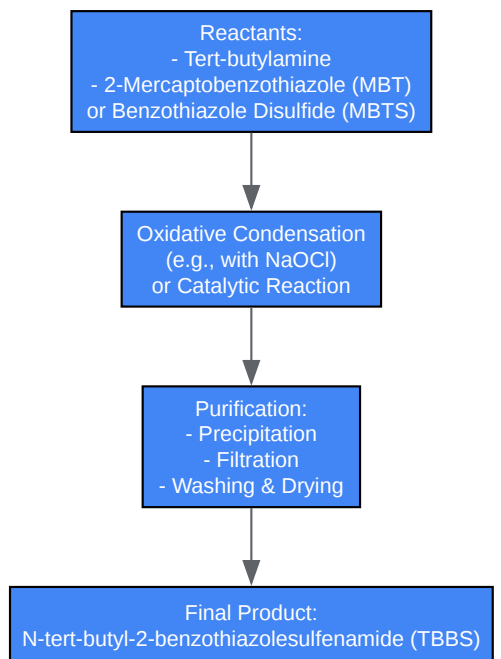 Reactants:
- Tert-butylamine
- 2-Mercaptobenzothiazole (MBT)
or Benzothiazole Disulfide (MBTS)
Oxidative Condensation
(e.g., with NaOCl)
or Catalytic Reaction
Purification:
- Precipitation
- Filtration
- Washing & Drying
Final Product:
N-tert-butyl-2-benzothiazolesulfenamide (TBBS)